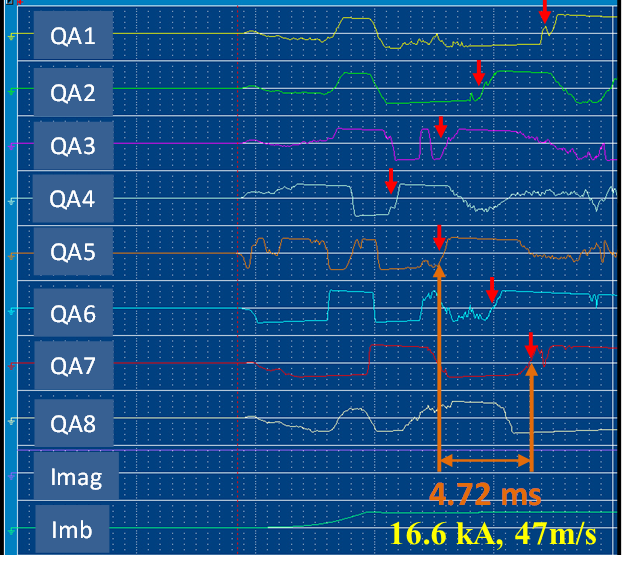 QA1
QA2
QA3
QA4
QA5
QA6
QA7
QA8
Imag
4.72 ms
Imb
16.6 kA, 47m/s